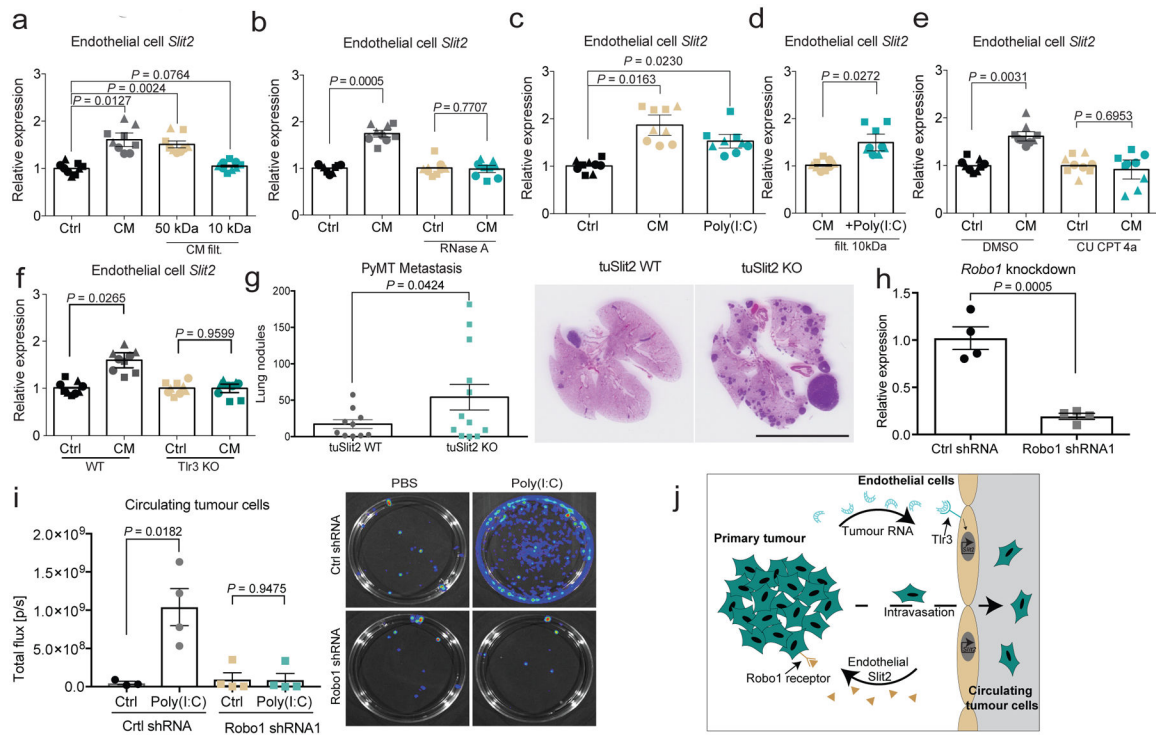 a
Endothelial cell Slit2
Relative expression
3
2
1
0
P = 0.0764
P = 0.0024
P = 0.0127
Ctrl CM 50 kDa 10 kDa
CM filt.
b
Endothelial cell Slit2
Relative expression
3
2
1
0
P = 0.0005
P = 0.7707
Ctrl CM Ctrl CM
RNase A
c
Endothelial cell Slit2
Relative expression
3
2
1
0
P = 0.0230
P = 0.0163
Ctrl CM Poly(I:C)
d
Endothelial cell Slit2
Relative expression
3
2
1
0
P = 0.0272
CM +Poly(I:C)
filt. 10kDa
e
Endothelial cell Slit2
Relative expression
3
2
1
0
P = 0.0031
P = 0.6953
Ctrl CM Ctrl CM
DMSO CU CPT 4a
f
Endothelial cell Slit2
Relative expression
3
2
1
0
P = 0.0265
P = 0.9599
Ctrl CM Ctrl CM
WT Tlr3 KO
g
PyMT Metastasis
Lung nodules
200
150
100
50
0
P = 0.0424
tuSlit2 WT tuSlit2 KO
tuSlit2 WT tuSlit2 KO
h
Robo1 knockdown
Relative expression
1.5
1.0
0.5
0.0
P = 0.0005
Ctrl shRNA Robo1 shRNA1
i
Circulating tumour cells
Total flux [p/s]
2.0×10⁹
1.5×10⁹
1.0×10⁹
5.0×10⁸
0.0
P = 0.0182
P = 0.9475
Ctrl Poly(I:C) Ctrl Poly(I:C)
Crtl shRNA Robo1 shRNA1
PBS Poly(I:C)
Ctrl shRNA
Robo1 shRNA
j
Endothelial cells
Tumour RNA
Tlr3
Primary tumour
Intravasation
Robo1 receptor
Endothelial
Slit2
Circulating
tumour cells